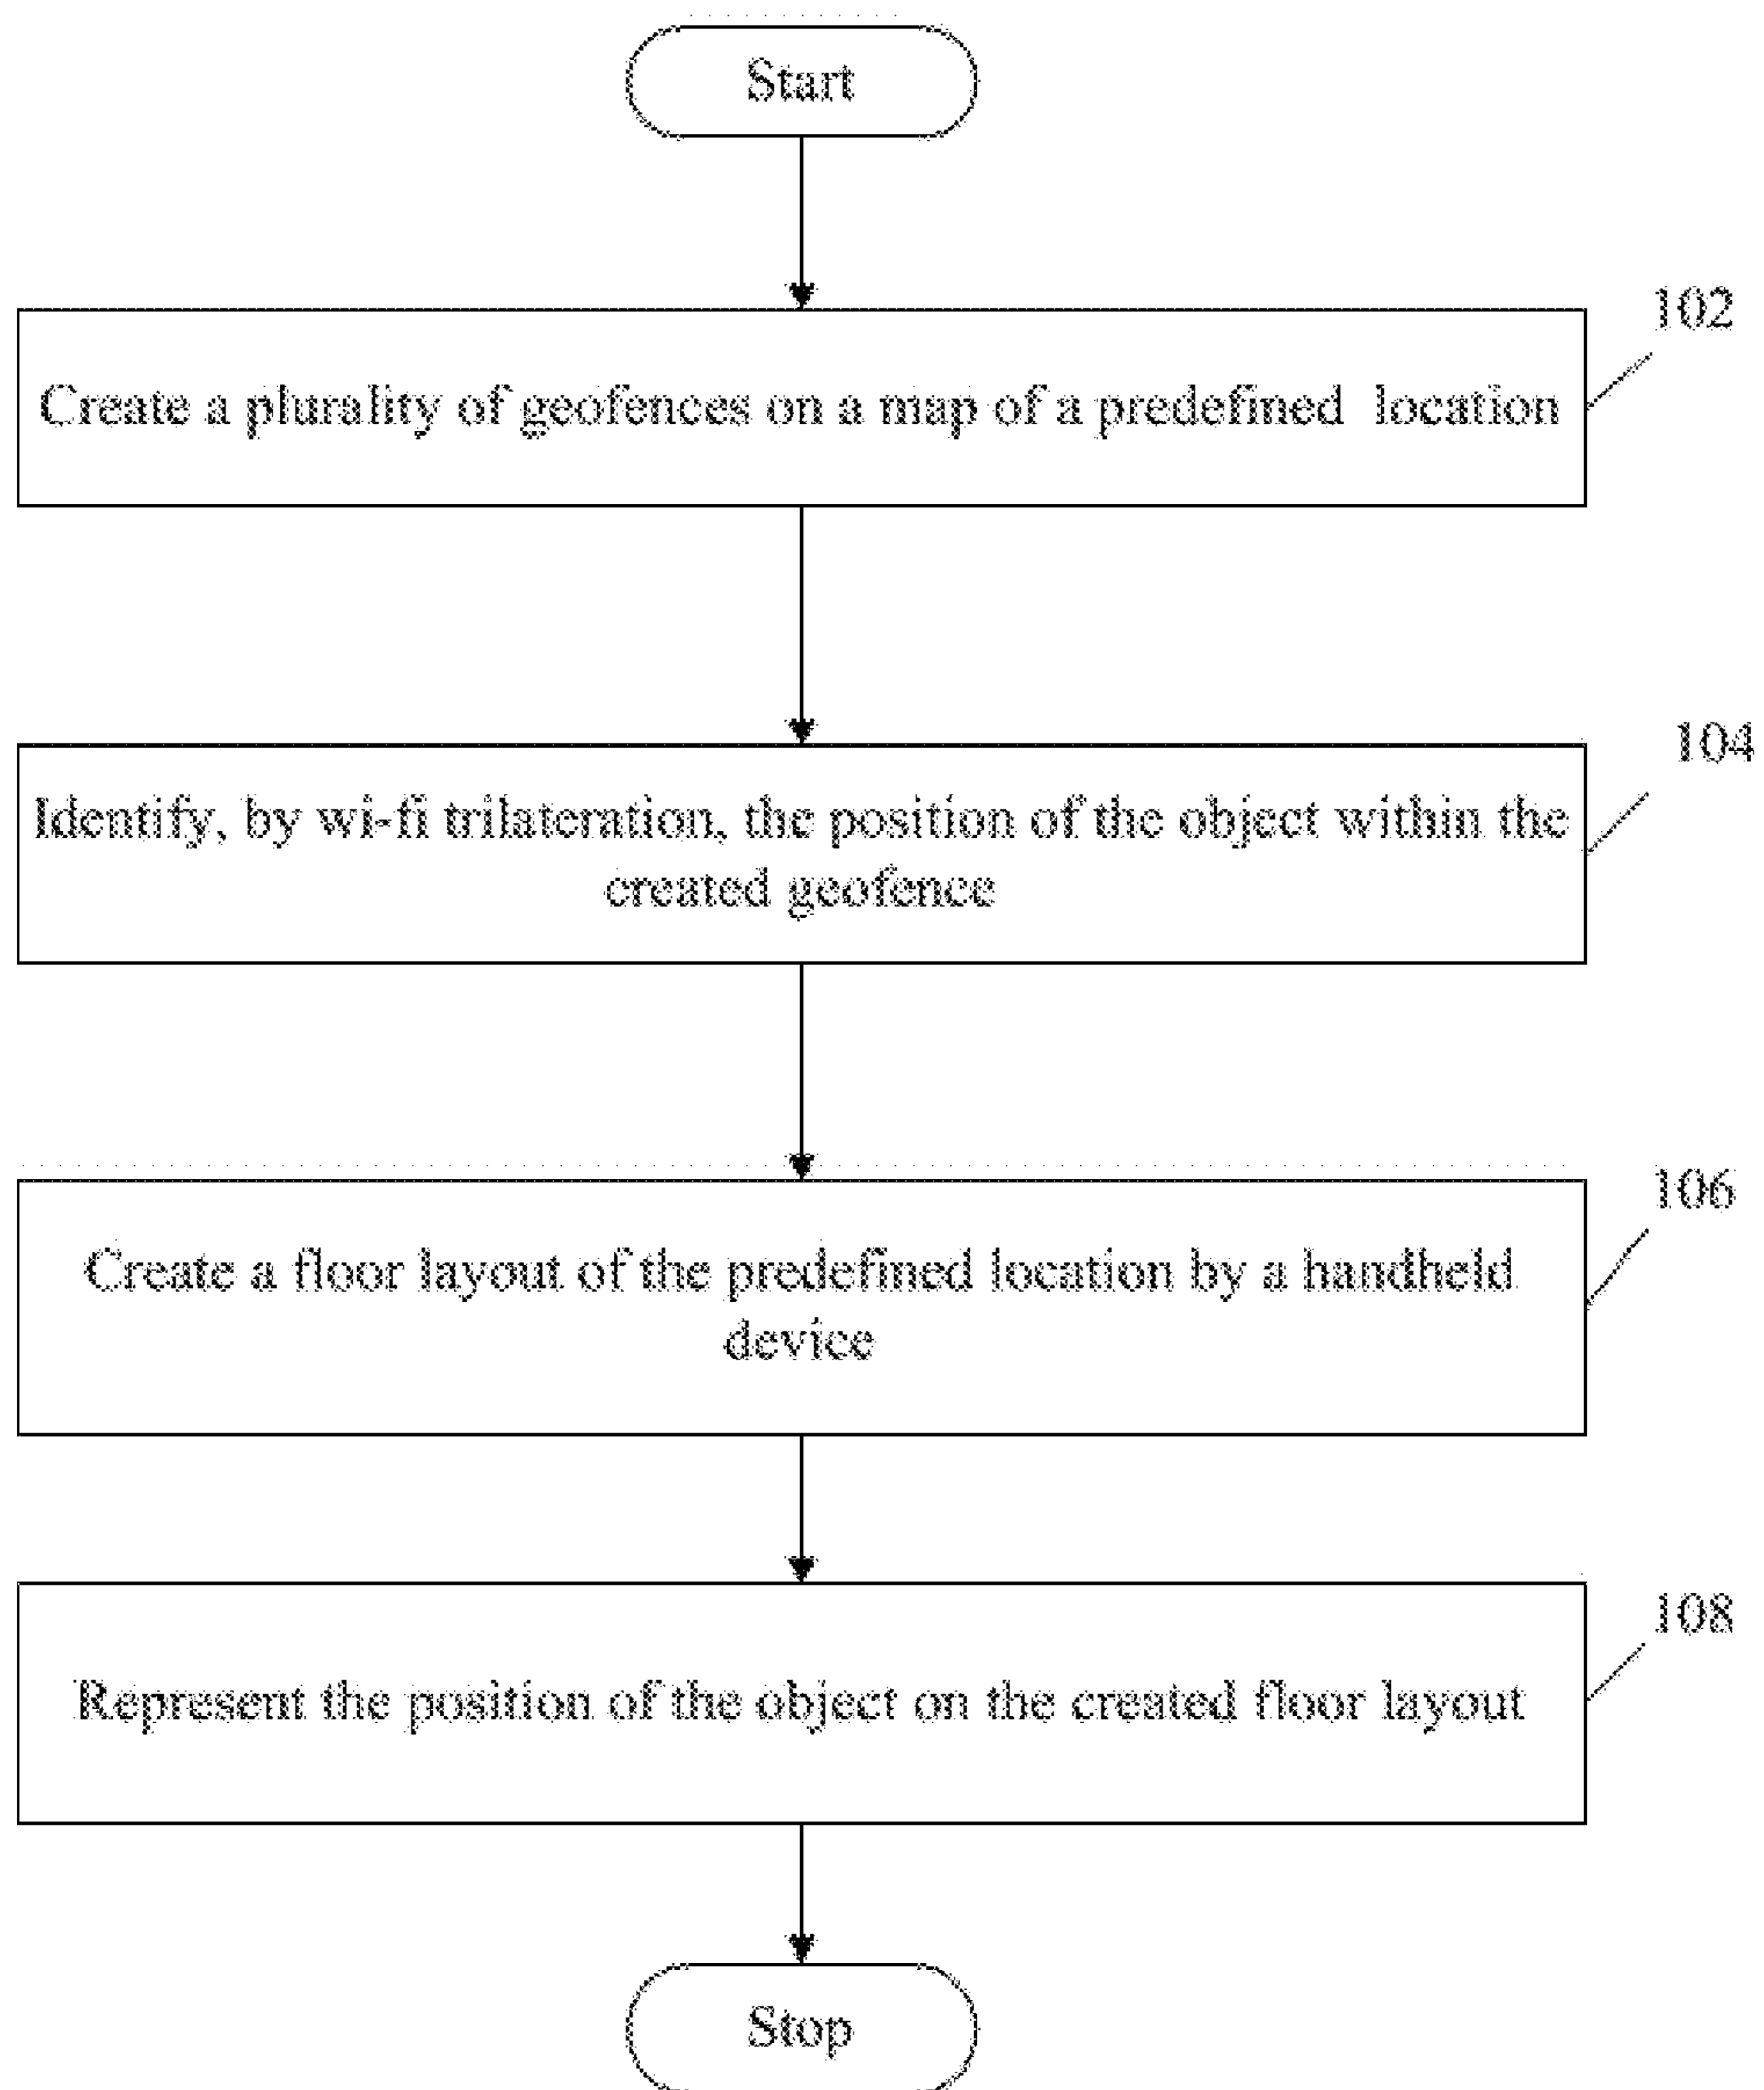 Start
102
Create a plurality of geofences on a map of a predefined location
104
Identify, by wi-fi trilateration, the position of the object within the
created geofence
106
Create a floor layout of the predefined location by a handheld
device
108
Represent the position of the object on the created floor layout
Stop